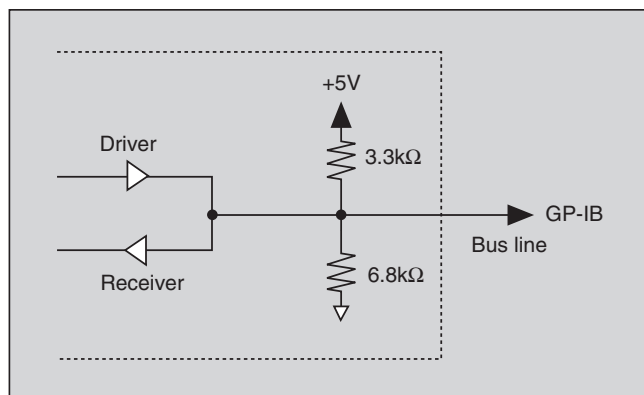 +5V
Driver
3.3kΩ
GP-IB
Bus line
Receiver
6.8kΩ